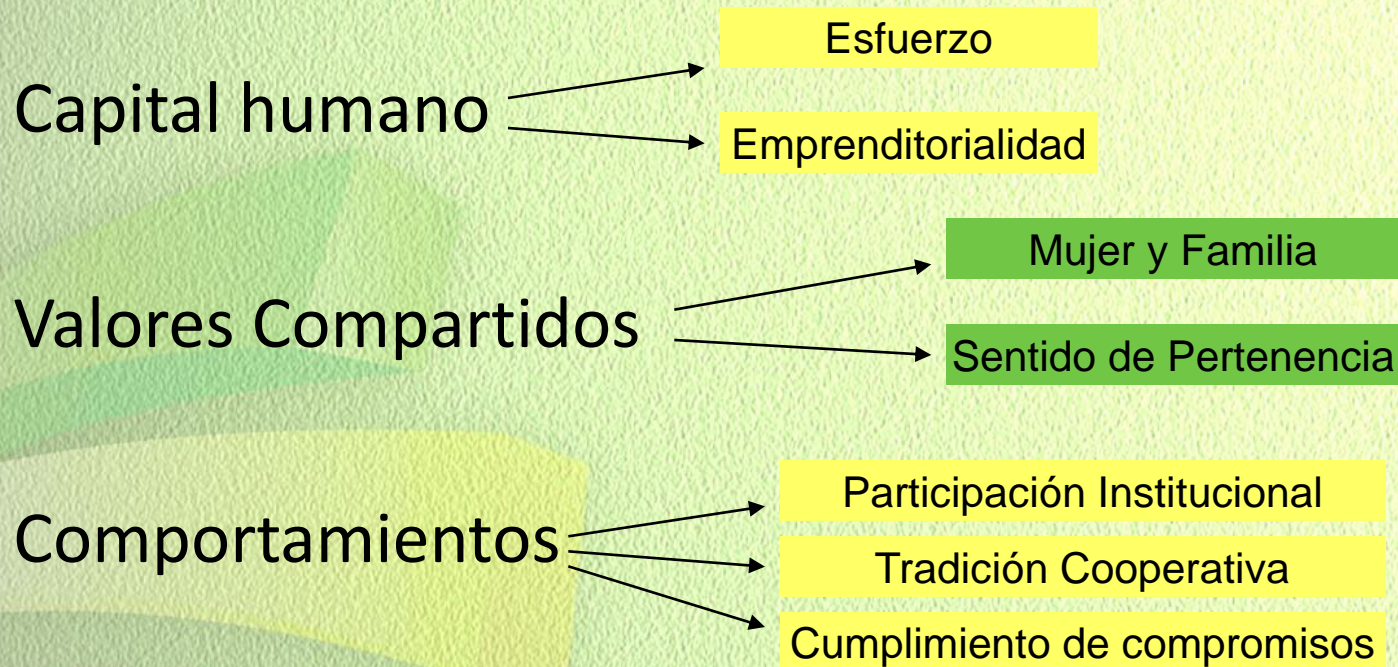 Capital humano
Esfuerzo
Emprenditorialidad
Valores Compartidos
Mujer y Familia
Sentido de Pertenencia
Comportamientos
Participación Institucional
Tradición Cooperativa
Cumplimiento de compromisos